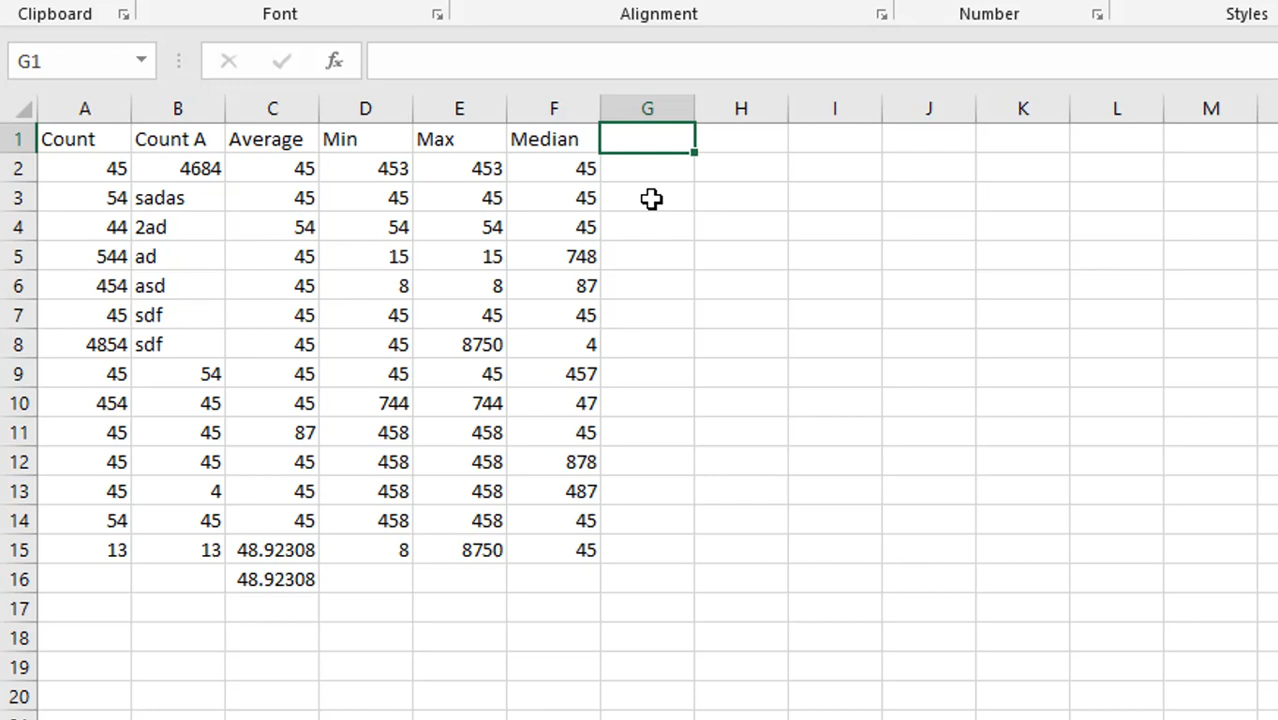 Clipboard Font Alignment Number Styles
G1 fx
A B C D E F G H I J K L M
1 Count Count A Average Min Max Median
2 45 4684 45 453 453 45
3 54 sadas 45 45 45 45
4 44 2ad 54 54 54 45
5 544 ad 45 15 15 748
6 454 asd 45 8 8 87
7 45 sdf 45 45 45 45
8 4854 sdf 45 45 8750 4
9 45 54 45 45 45 457
10 454 45 45 744 744 47
11 45 45 87 458 458 45
12 45 45 45 458 458 878
13 45 4 45 458 458 487
14 54 45 45 458 458 45
15 13 13 48.92308 8 8750 45
16 48.92308
17
18
19
20